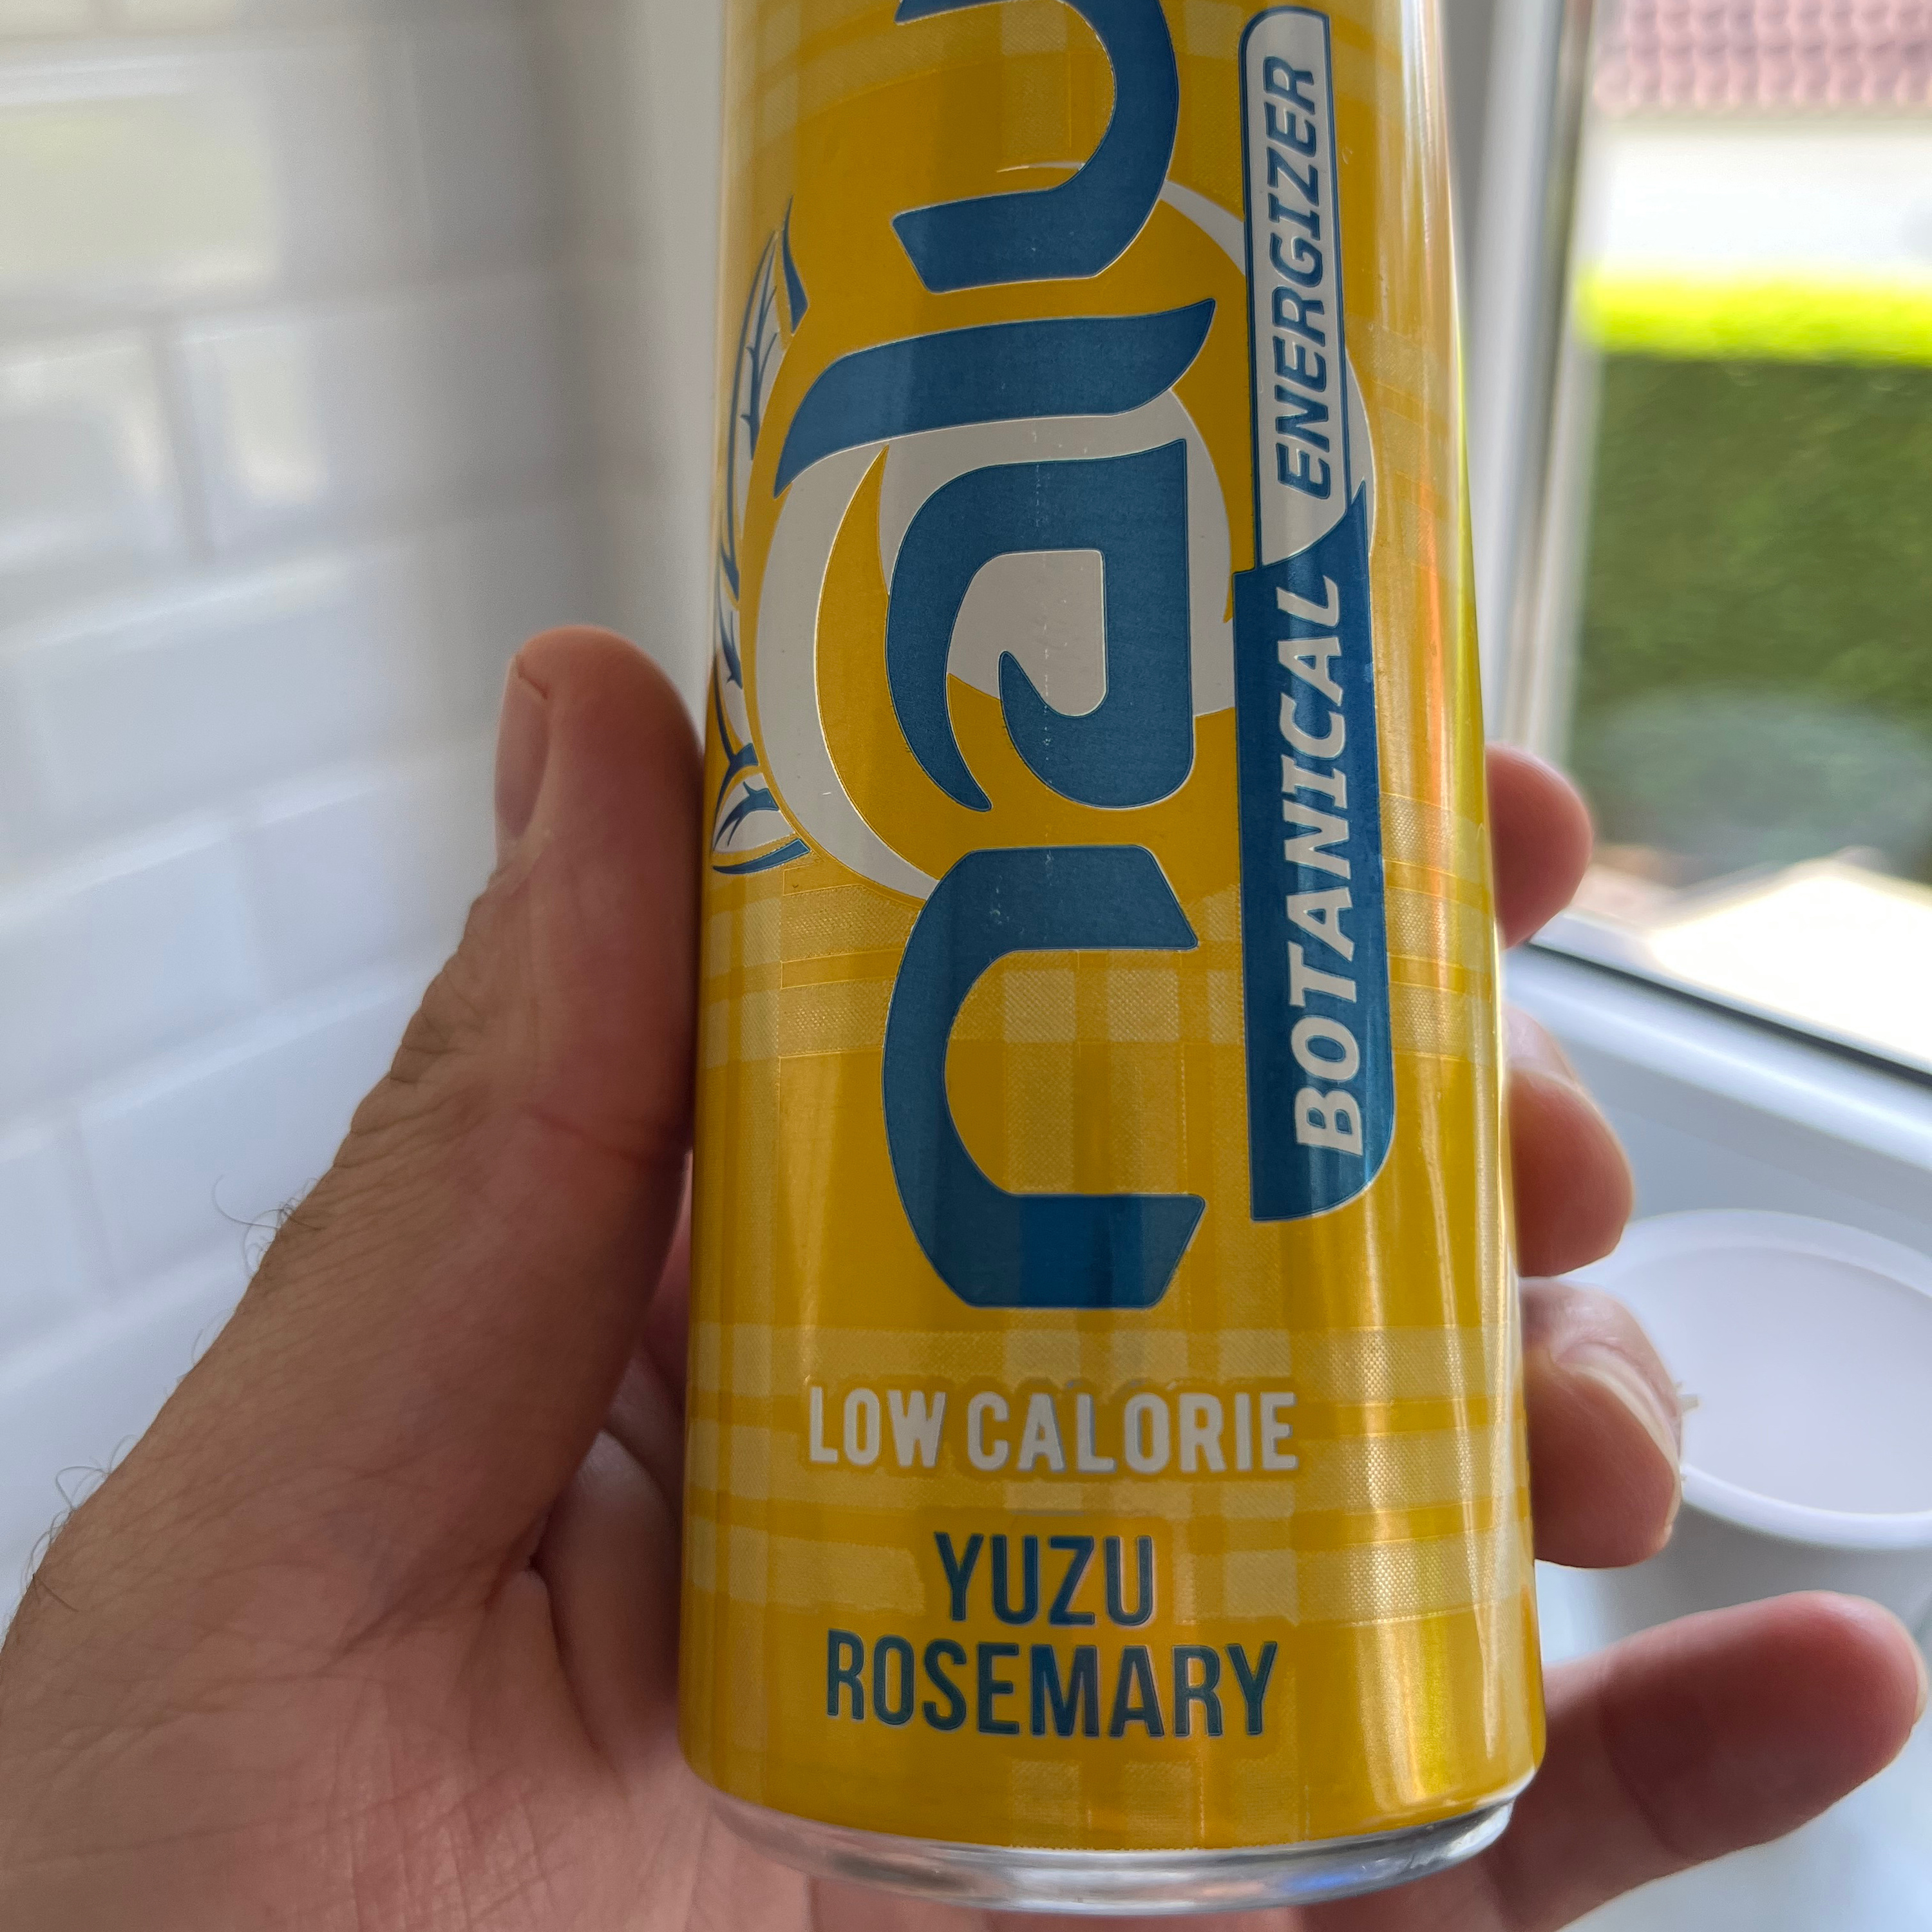 BOTANICAL ENERGIZER
LOW CALORIE
YUZU
ROSEMARY